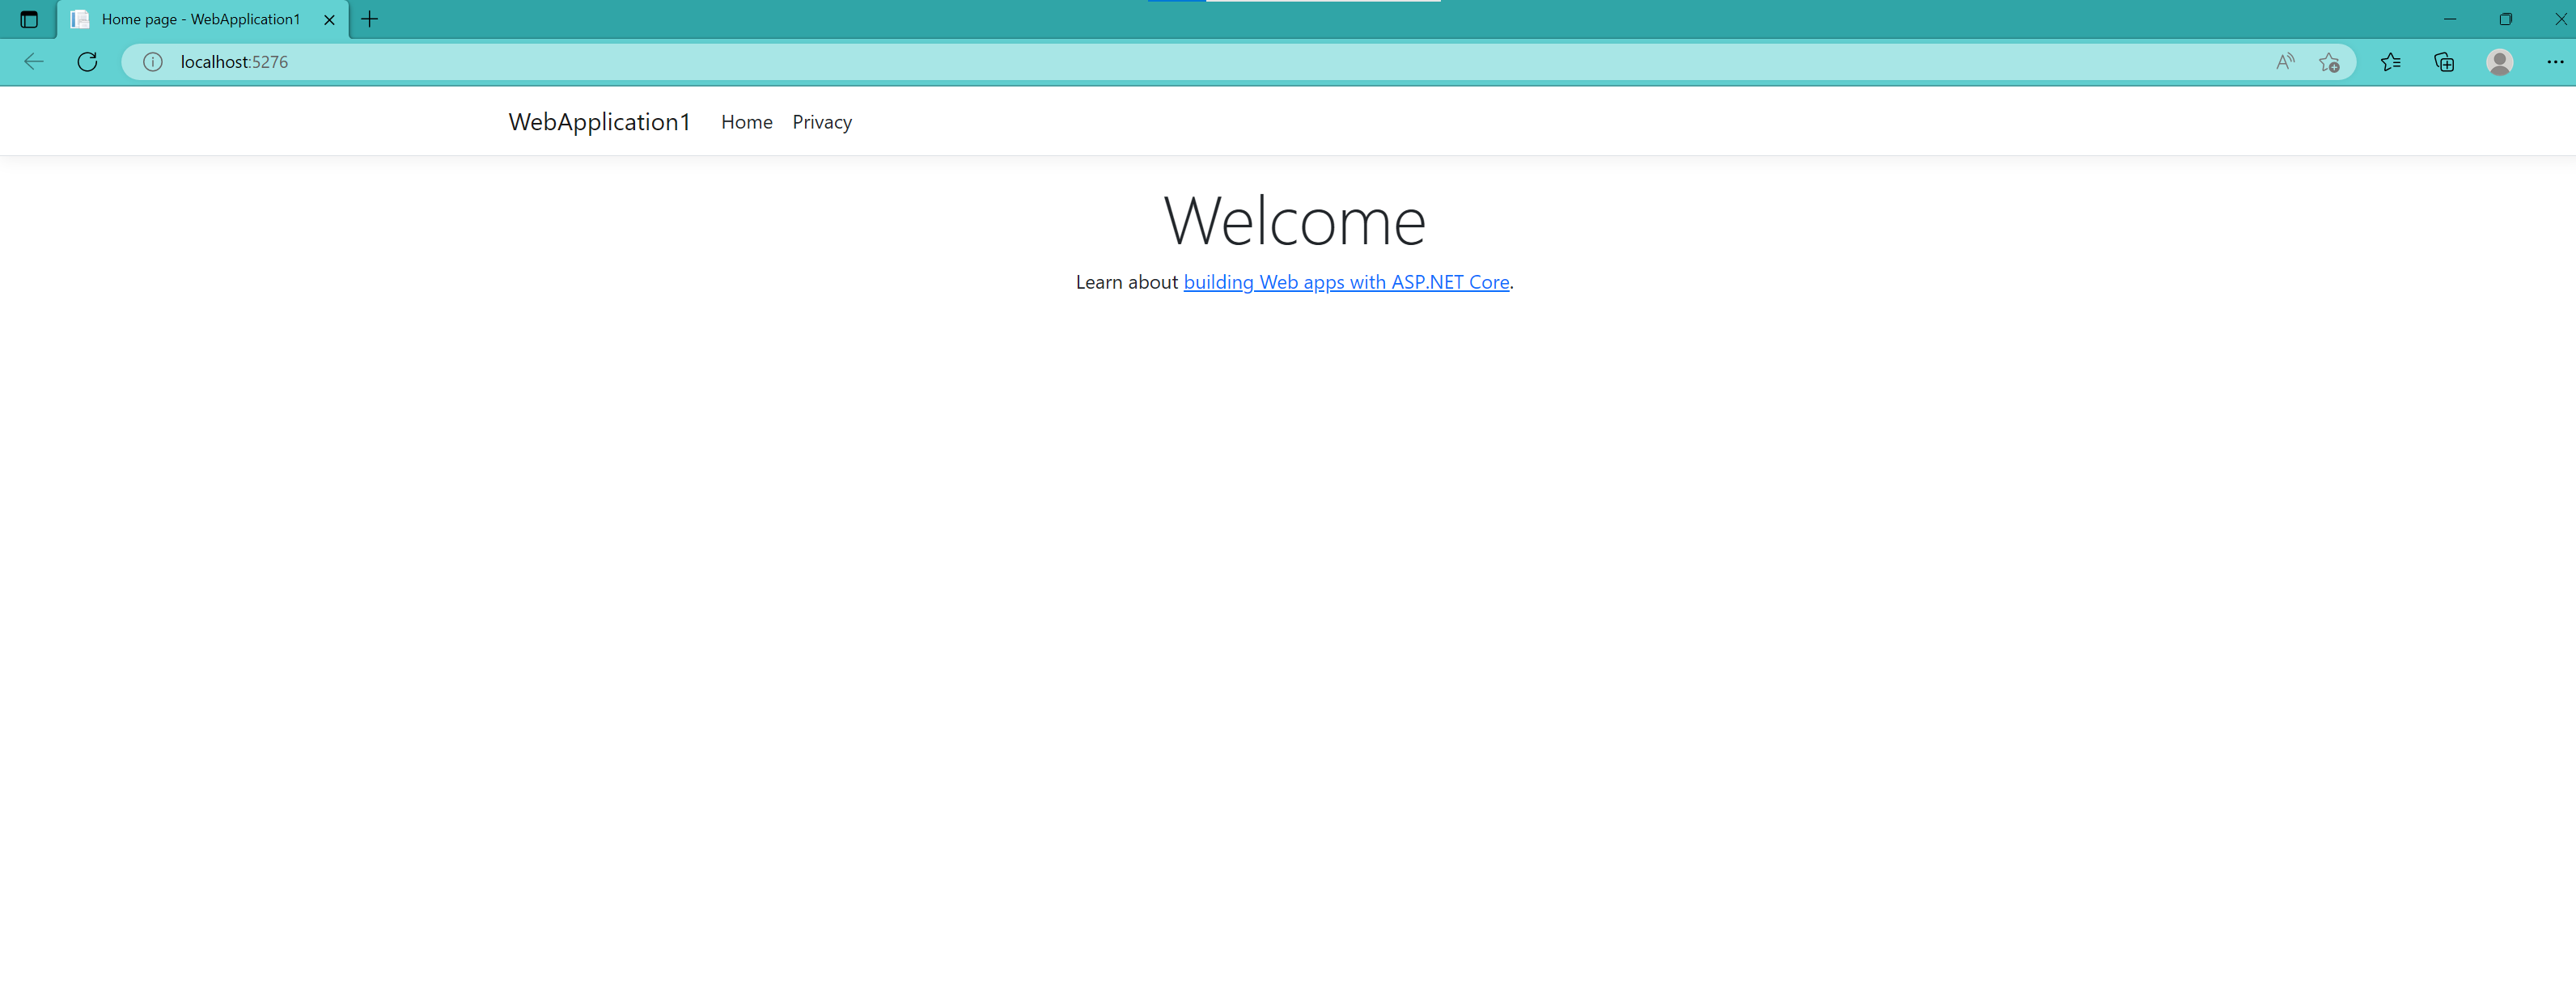 Home page - WebApplication1
localhost:5276
WebApplication1 Home Privacy
Welcome
Learn about building Web apps with ASP.NET Core.